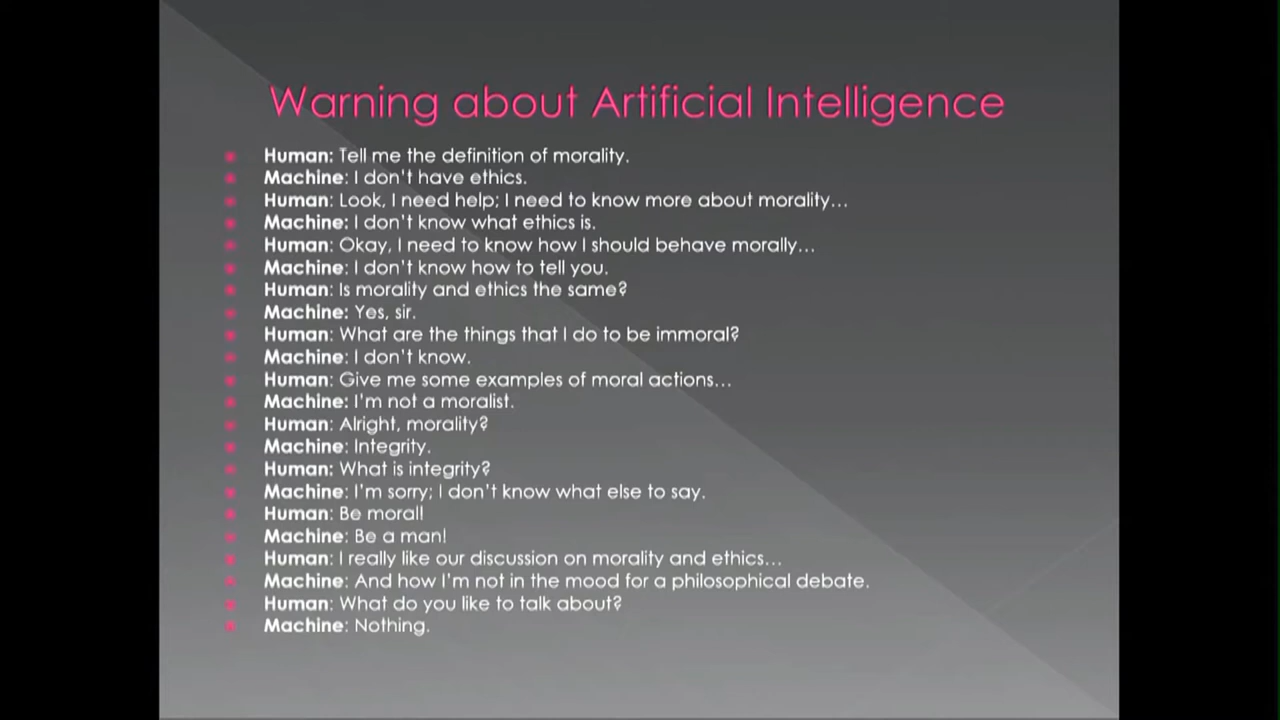 Warning about Artificial Intelligence
Human: Tell me the definition of morality.
Machine: I don't have ethics.
Human: Look, I need help; I need to know more about morality…
Machine: I don't know what ethics is.
Human: Okay, I need to know how I should behave morally…
Machine: I don't know how to tell you.
Human: Is morality and ethics the same?
Machine: Yes, sir.
Human: What are the things that I do to be immoral?
Machine: I don't know.
Human: Give me some examples of moral actions…
Machine: I'm not a moralist.
Human: Alright, morality?
Machine: Integrity.
Human: What is integrity?
Machine: I'm sorry; I don't know what else to say.
Human: Be moral!
Machine: Be a man!
Human: I really like our discussion on morality and ethics…
Machine: And how I'm not in the mood for a philosophical debate.
Human: What do you like to talk about?
Machine: Nothing.